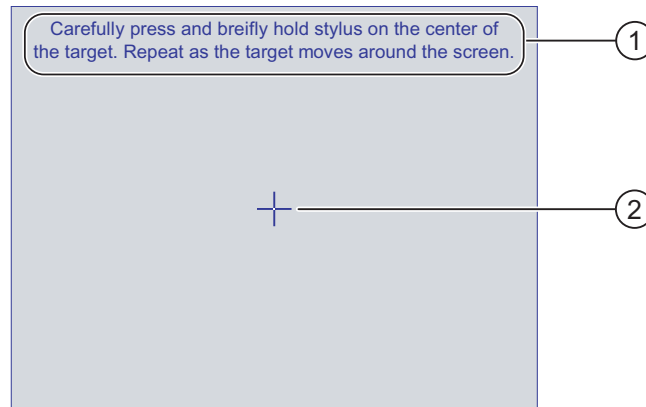 Carefully press and breifly hold stylus on the center of
the target. Repeat as the target moves around the screen.
1
2